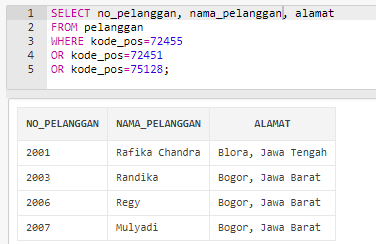 1 SELECT no_pelanggan, nama_pelanggan, alamat
2 FROM pelanggan
3 WHERE kode_pos=72455
4 OR kode_pos=72451
5 OR kode_pos=75128;
NO_PELANGGAN NAMA_PELANGGAN ALAMAT
2001 Rafika Chandra Blora, Jawa Tengah
2003 Randika Bogor, Jawa Barat
2006 Regy Bogor, Jawa Barat
2007 Mulyadi Bogor, Jawa Barat